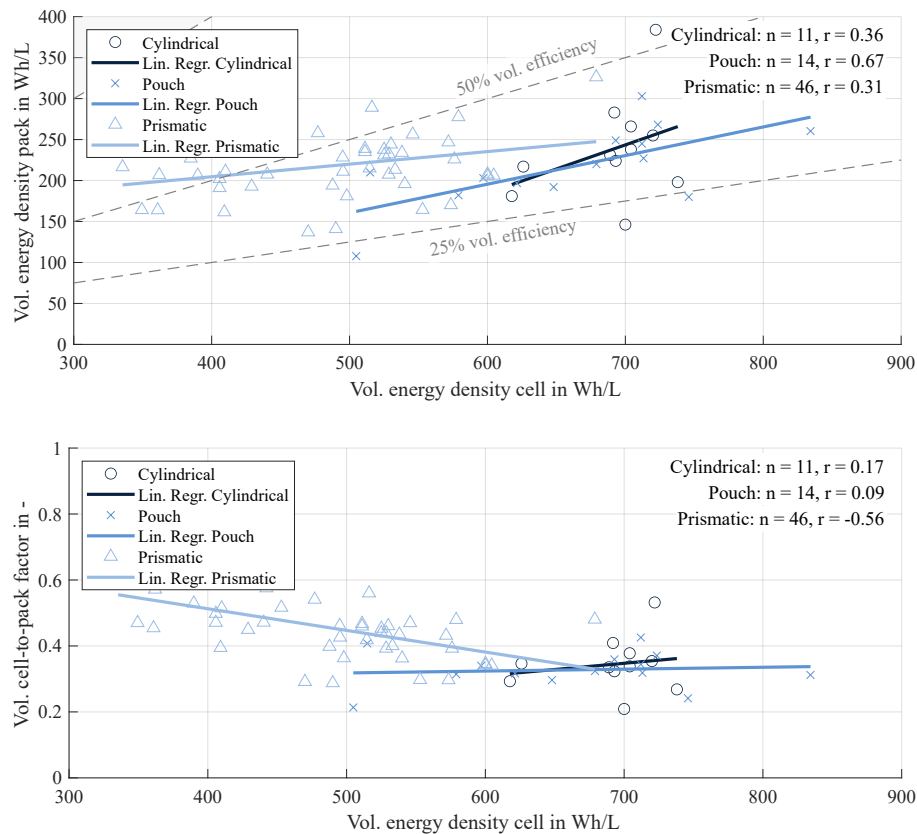 400
350
300
250
200
150
100
50
0
Vol. energy density pack in Wh/L
Cylindrical
Lin. Regr. Cylindrical
Pouch
Lin. Regr. Pouch
Prismatic
Lin. Regr. Prismatic
50% vol. efficiency
25% vol. efficiency
Cylindrical: n = 11, r = 0.36
Pouch: n = 14, r = 0.67
Prismatic: n = 46, r = 0.31
300 400 500 600 700 800 900
Vol. energy density cell in Wh/L
1
0.8
0.6
0.4
0.2
0
Vol. cell-to-pack factor in -
Cylindrical
Lin. Regr. Cylindrical
Pouch
Lin. Regr. Pouch
Prismatic
Lin. Regr. Prismatic
Cylindrical: n = 11, r = 0.17
Pouch: n = 14, r = 0.09
Prismatic: n = 46, r = -0.56
300 400 500 600 700 800 900
Vol. energy density cell in Wh/L